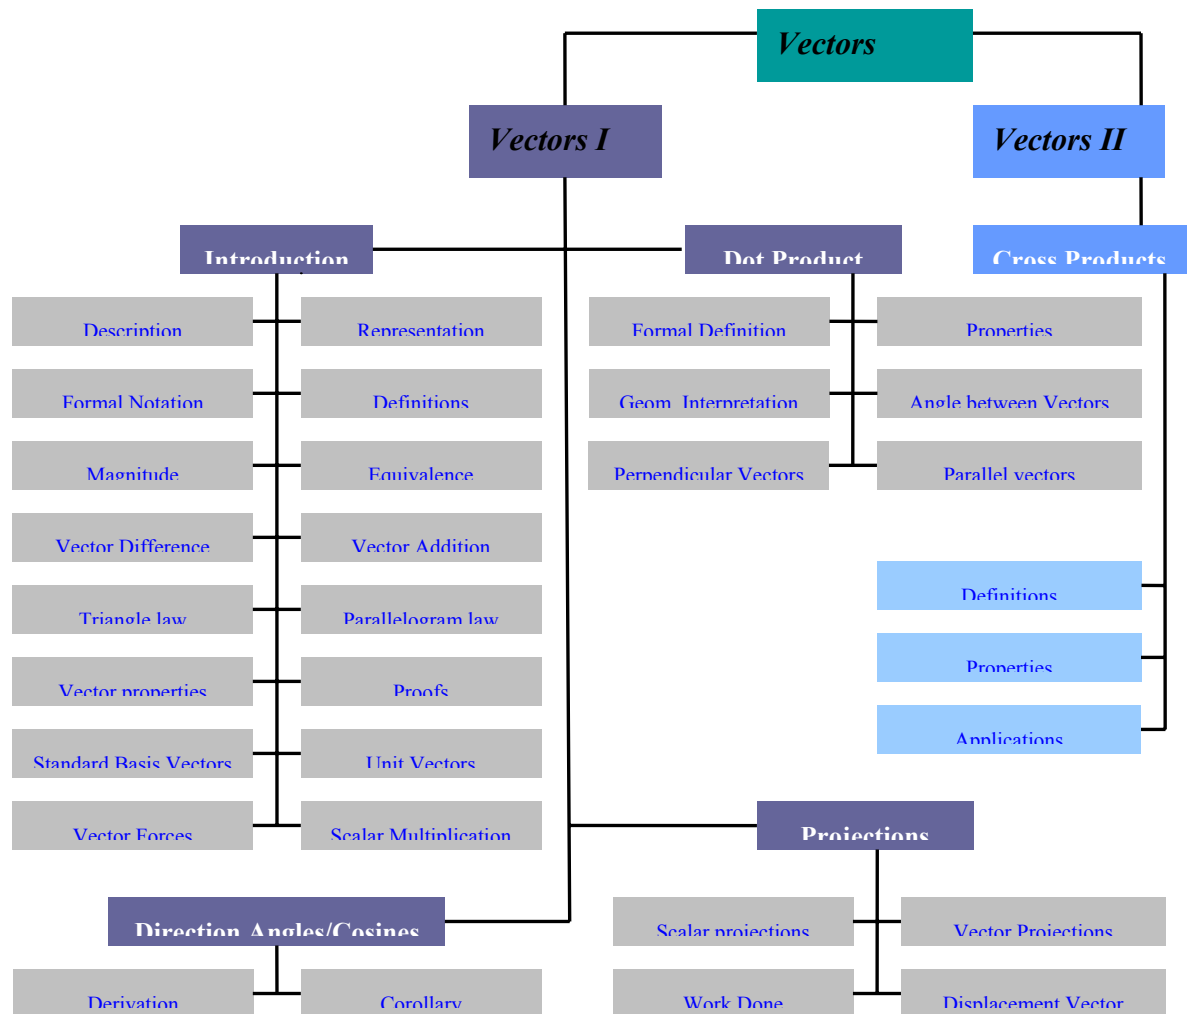 Vectors
Vectors I
Vectors II
Introduction
Dot Product
Cross Products
Description
Representation
Formal Definition
Properties
Formal Notation
Definitions
Geom. Interpretation
Angle between Vectors
Magnitude
Equivalence
Perpendicular Vectors
Parallel vectors
Vector Difference
Vector Addition
Definitions
Triangle law
Parallelogram law
Properties
Vector properties
Proofs
Applications
Standard Basis Vectors
Unit Vectors
Vector Forces
Scalar Multiplication
Projections
Direction Angles/Cosines
Scalar projections
Vector Projections
Derivation
Corollary
Work Done
Displacement Vector